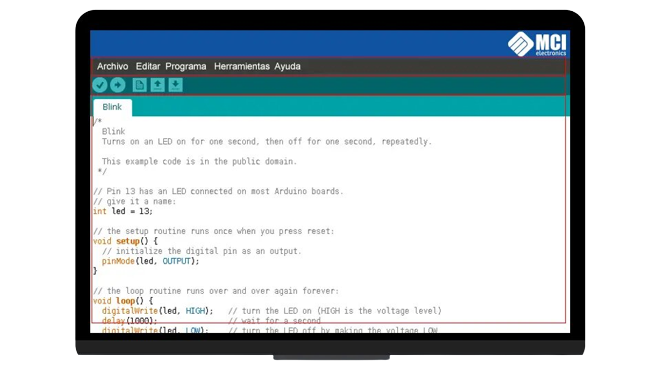 MCI
electronics
Archivo Editar Programa Herramientas Ayuda
Blink
/*
Blink
Turns on an LED on for one second, then off for one second, repeatedly.
This example code is in the public domain.
*/
// Pin 13 has an LED connected on most Arduino boards.
// give it a name:
int led = 13;
// the setup routine runs once when you press reset:
void setup() {
// initialize the digital pin as an output.
pinMode(led, OUTPUT);
}
// the loop routine runs over and over again forever:
void loop() {
digitalWrite(led, HIGH); // turn the LED on (HIGH is the voltage level)
delay(1000); // wait for a second
digitalWrite(led, LOW); // turn the LED off by making the voltage LOW